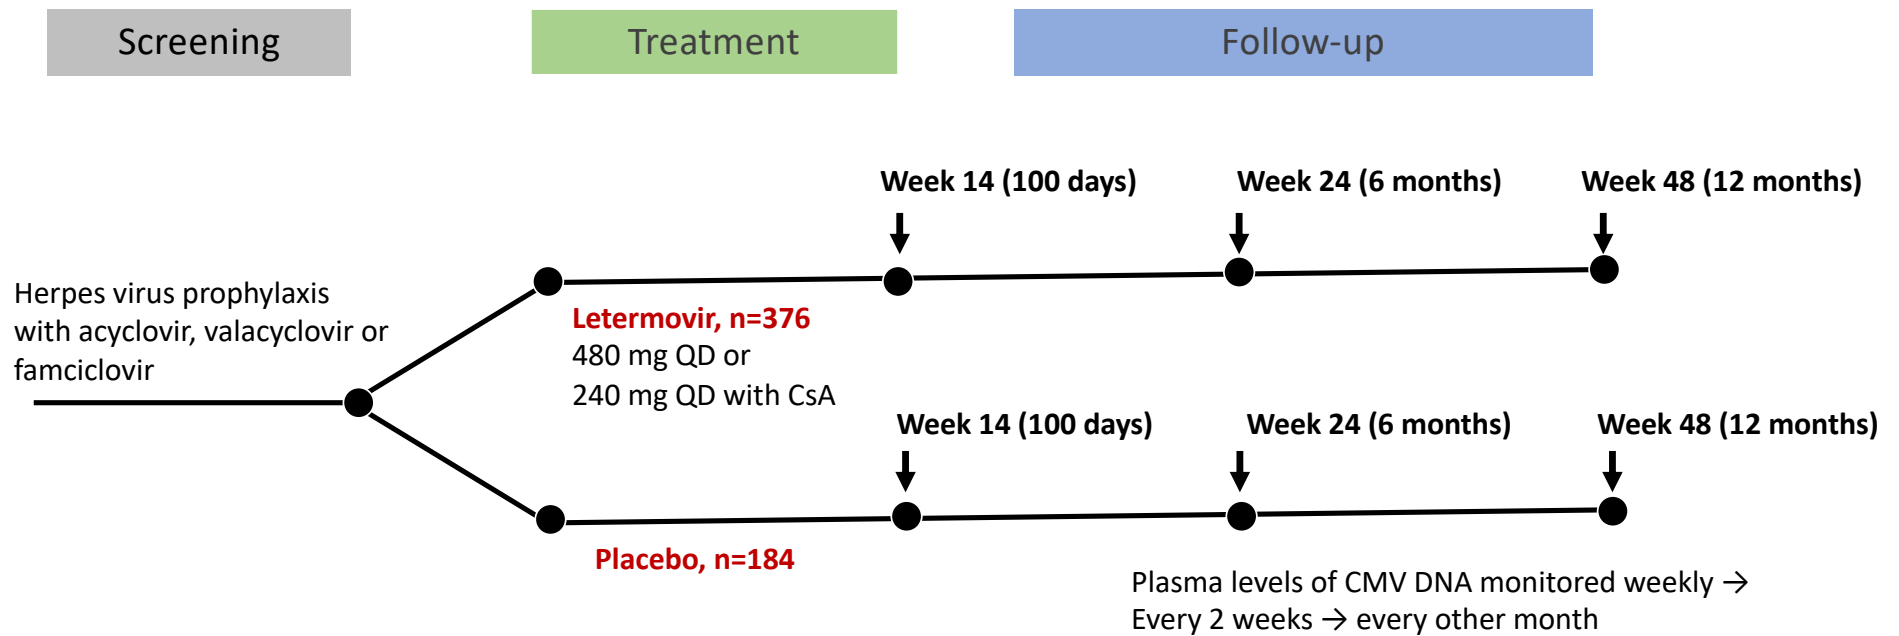 Screening
Treatment
Follow-up
Week 14 (100 days)
Week 24 (6 months)
Week 48 (12 months)
Herpes virus prophylaxis
with acyclovir, valacyclovir or
famciclovir
Letermovir, n=376
480 mg QD or
240 mg QD with CsA
Week 14 (100 days)
Week 24 (6 months)
Week 48 (12 months)
Placebo, n=184
Plasma levels of CMV DNA monitored weekly →
Every 2 weeks → every other month